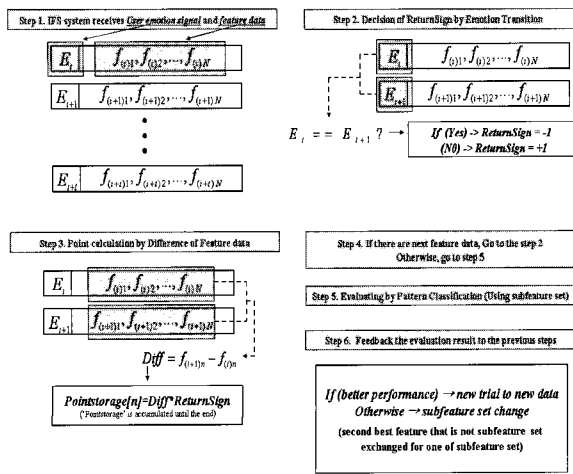 Step 1. IFS system receives User emotion signal and feature data
E_i f_(i)1, f_(i)2, ..., f_(i)N
E_i+1 f_(i+1)1, f_(i+1)2, ..., f_(i+1)N
E_i+t f_(i+t)1, f_(i+t)2, ..., f_(i+t)N
Step 2. Decision of ReturnSign by Emotion Transition
E_i f_(i)1, f_(i)2, ..., f_(i)N
E_i+1 f_(i+1)1, f_(i+1)2, ..., f_(i+1)N
E_i == E_i+1 ?
If (Yes) -> ReturnSign = -1
(N0) -> ReturnSign = +1
Step 3. Point calculation by Difference of Feature data
E_i f_(i)1, f_(i)2, ..., f_(i)N
E_i+1 f_(i+1)1, f_(i+1)2, ..., f_(i+1)N
Diff = f_(i+1)n - f_(i)n
Pointstorage[n]=Diff*ReturnSign
('Pointstorage' is accumulated until the end)
Step 4. If there are next feature data, Go to the step 2
Otherwise, go to step 5
Step 5. Evaluating by Pattern Classification (Using subfeature set)
Step 6. Feedback the evaluation result to the previous steps
If (better performance) → new trial to new data
Otherwise → subfeature set change
(second best feature that is not subfeature set
exchanged for one of subfeature set)